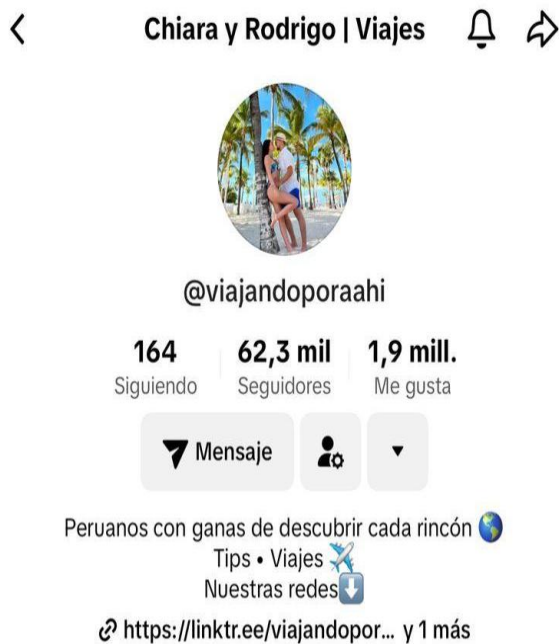 Chiara y Rodrigo | Viajes
@viajandoporaahi
164
62,3 mil
1,9 mill.
Siguiendo
Seguidores
Me gusta
Mensaje
Peruanos con ganas de descubrir cada rincón 🌎
Tips • Viajes ✈️
Nuestras redes⬇️
https://linktr.ee/viajandopor... y 1 más